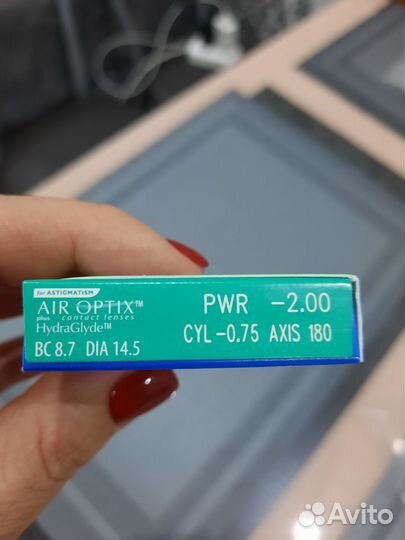 for ASTIGMATISM
AIR OPTIX™
plus contact lenses
HydraGlyde™
BC 8.7 DIA 14.5
PWR -2.00
CYL -0.75 AXIS 180
Avito